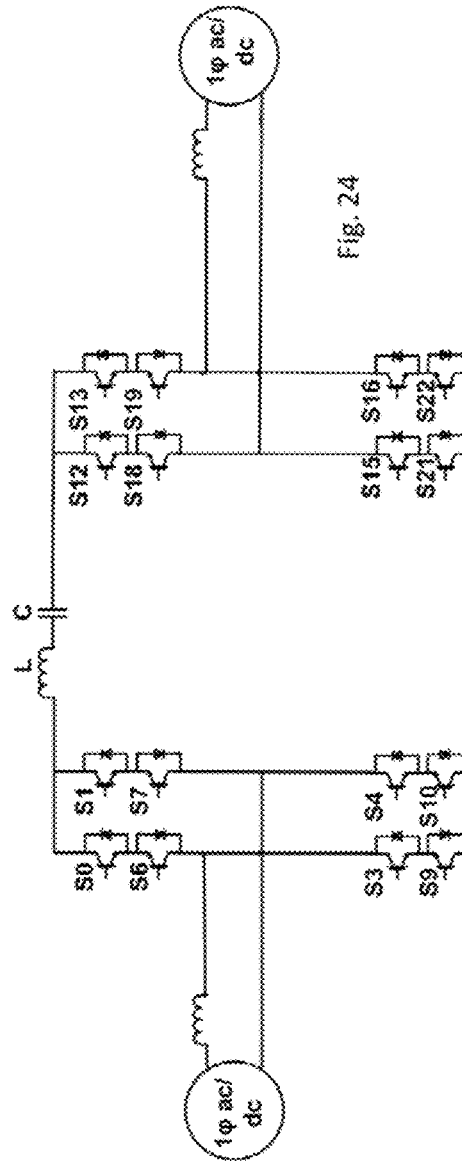 L C
S0 S1 S12 S13
S6 S7 S18 S19
1φ ac/
dc
1φ ac/
dc
S3 S4 S15 S16
S9 S10 S21 S22
Fig. 24